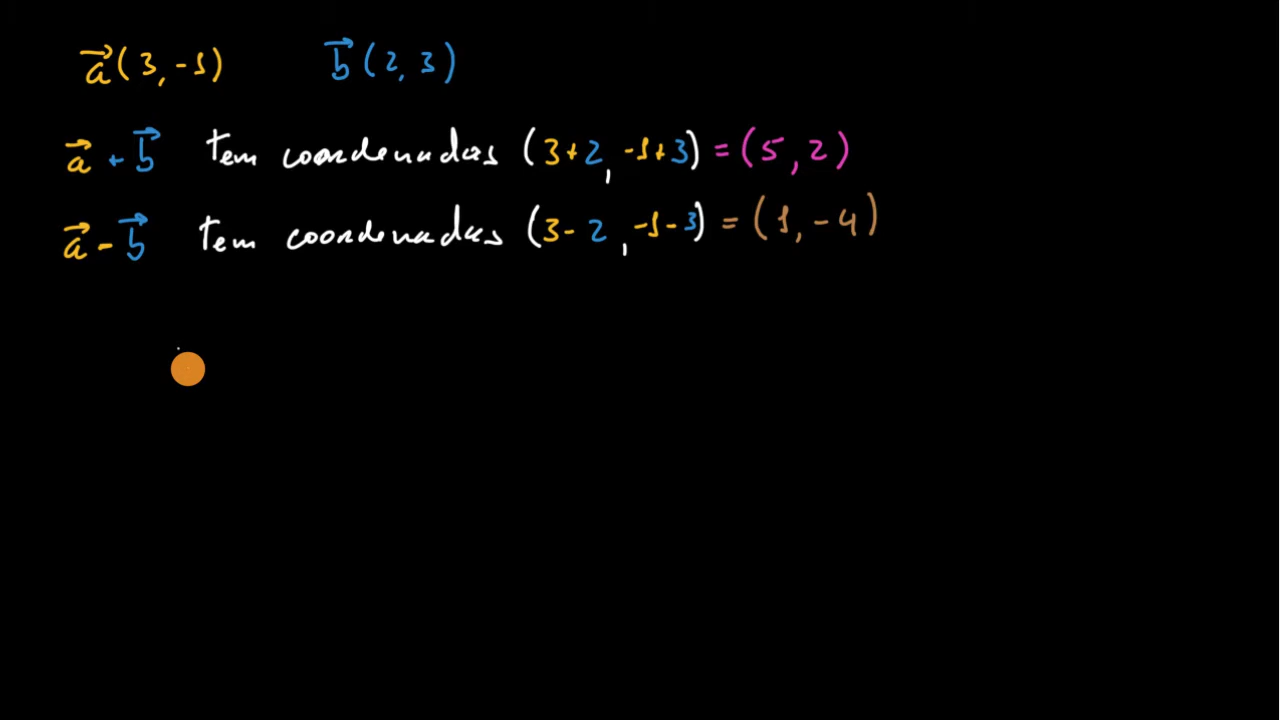 a⃗(3,-1) b⃗(2,3)
a⃗+b⃗ tem coordenadas (3+2,-1+3)=(5,2)
a⃗-b⃗ tem coordenadas (3-2,-1-3)=(1,-4)